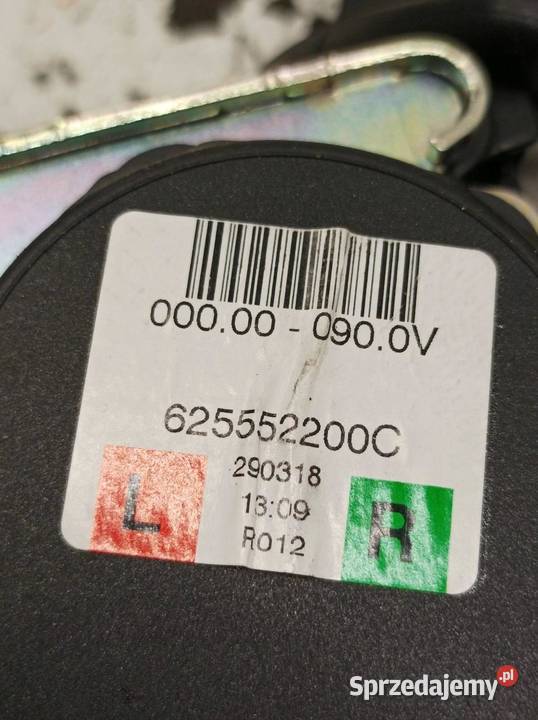 000.00 - 090.0V
625552200C
290318
L 13:09 R
R012
Sprzedajemy.pl